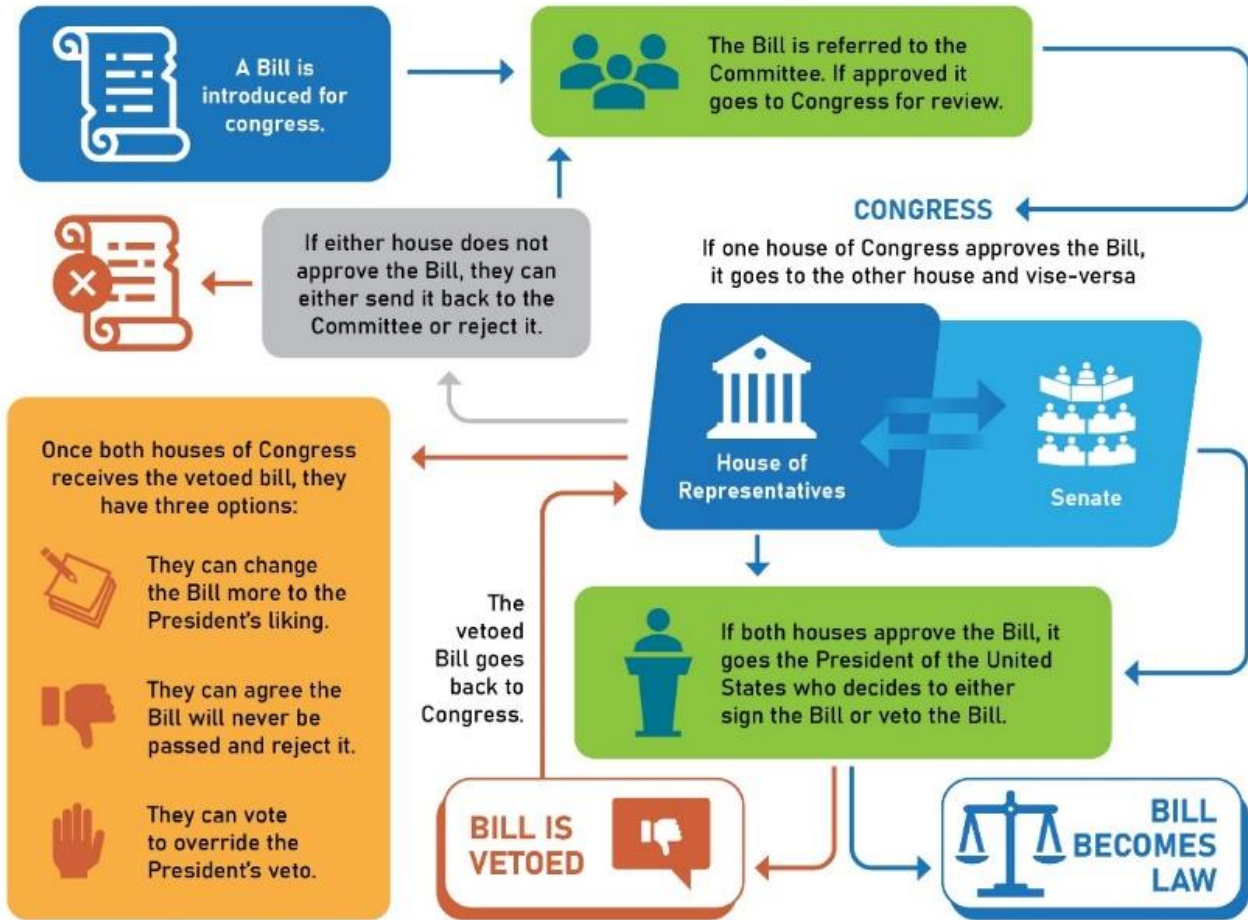 A Bill is
introduced for
congress.
The Bill is referred to the
Committee. If approved it
goes to Congress for review.
CONGRESS
If one house of Congress approves the Bill,
it goes to the other house and vise-versa
If either house does not
approve the Bill, they can
either send it back to the
Committee or reject it.
House of
Representatives
Senate
Once both houses of Congress
receives the vetoed bill, they
have three options:
They can change
the Bill more to the
President's liking.
They can agree the
Bill will never be
passed and reject it.
They can vote
to override the
President's veto.
The
vetoed
Bill goes
back to
Congress.
If both houses approve the Bill, it
goes the President of the United
States who decides to either
sign the Bill or veto the Bill.
BILL IS
VETOED
BILL
BECOMES
LAW